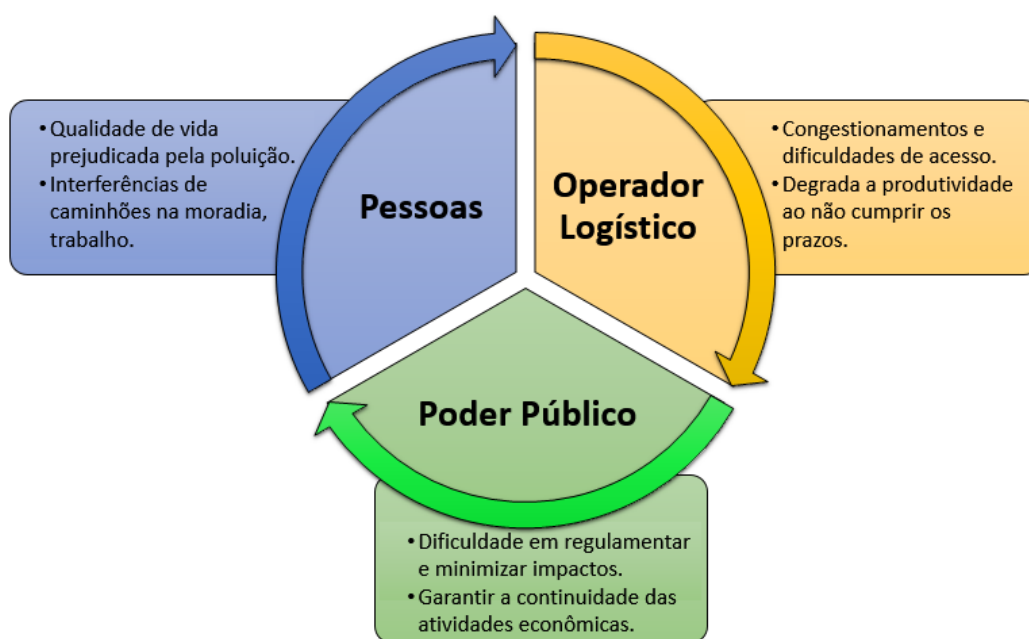 • Qualidade de vida
prejudicada pela poluição.
• Interferências de
caminhões na moradia,
trabalho.
Pessoas
Operador
Logístico
• Congestionamentos e
dificuldades de acesso.
• Degrada a produtividade
ao não cumprir os
prazos.
Poder Público
• Dificuldade em regulamentar
e minimizar impactos.
• Garantir a continuidade das
atividades econômicas.